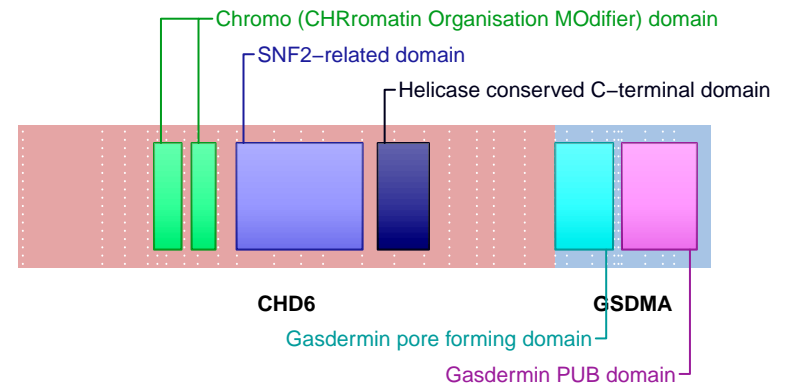 Chromo (CHRromatin Organisation MOdifier) domain
SNF2−related domain
Helicase conserved C−terminal domain
CHD6
GSDMA
Gasdermin pore forming domain
Gasdermin PUB domain